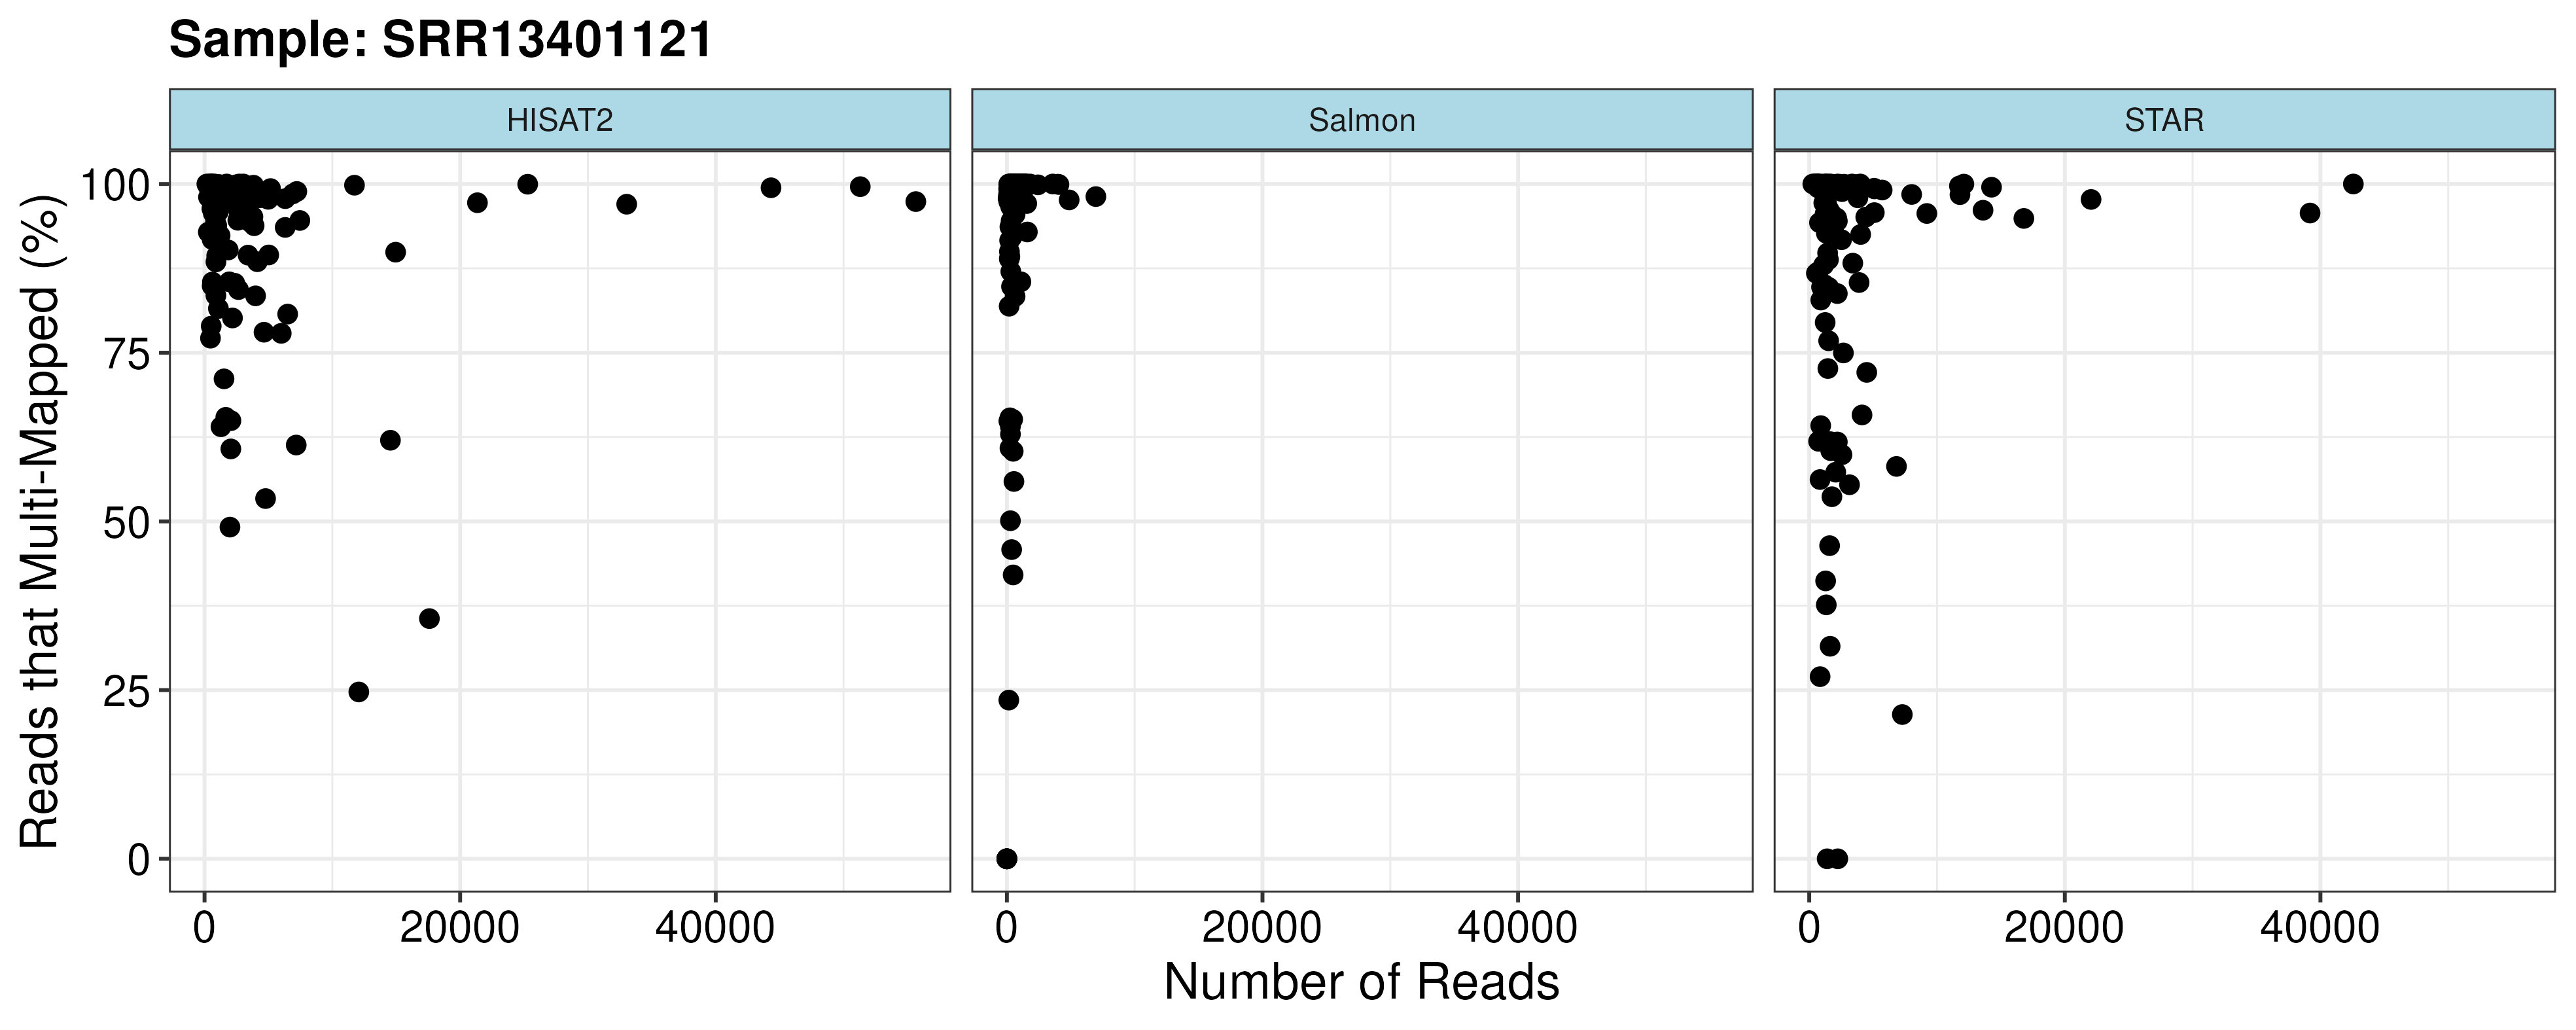 Sample: SRR13401121
HISAT2 Salmon STAR
Reads that Multi-Mapped (%)
100
75
50
25
0
0 20000 40000 0 20000 40000 0 20000 40000
Number of Reads